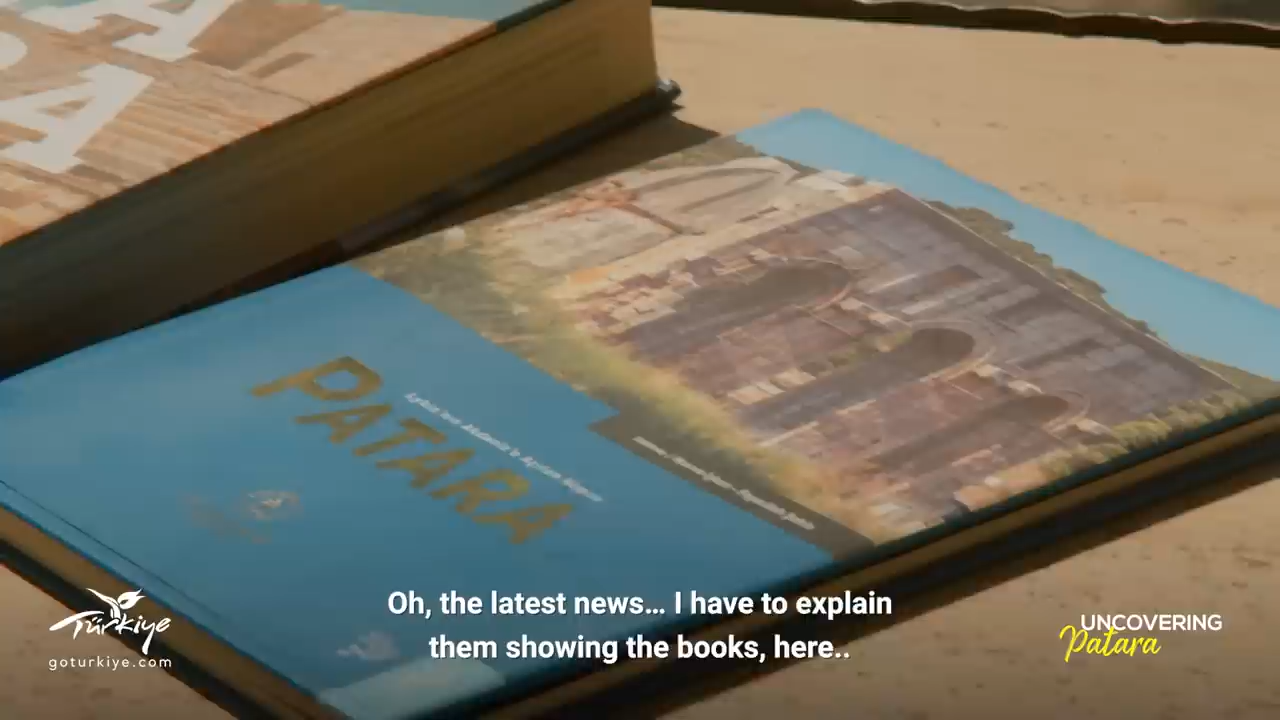 A
A
PATARA
Oh, the latest news... I have to explain
them showing the books, here..
Türkiye
goturkiye.com
UNCOVERING
Patara